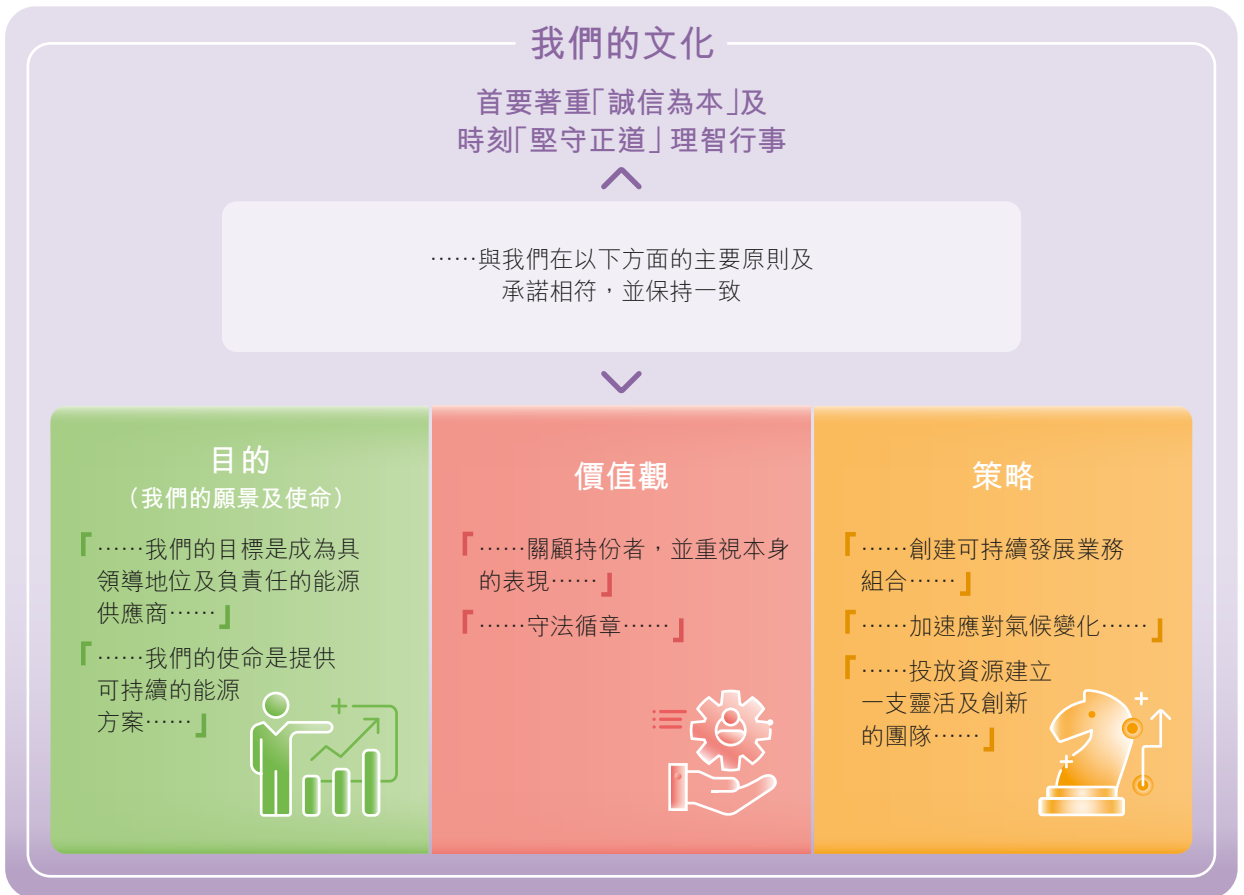 我們的文化
首要著重「誠信為本」及
時刻「堅守正道」理智行事
……與我們在以下方面的主要原則及
承諾相符，並保持一致
目的
（我們的願景及使命）
「……我們的目標是成為具
領導地位及負責任的能源
供應商……」
「……我們的使命是提供
可持續的能源
方案……」
價值觀
「……關顧持份者，並重視本身
的表現……」
「……守法循章……」
策略
「……創建可持續發展業務
組合……」
「……加速應對氣候變化……」
「……投放資源建立
一支靈活及創新
的團隊……」